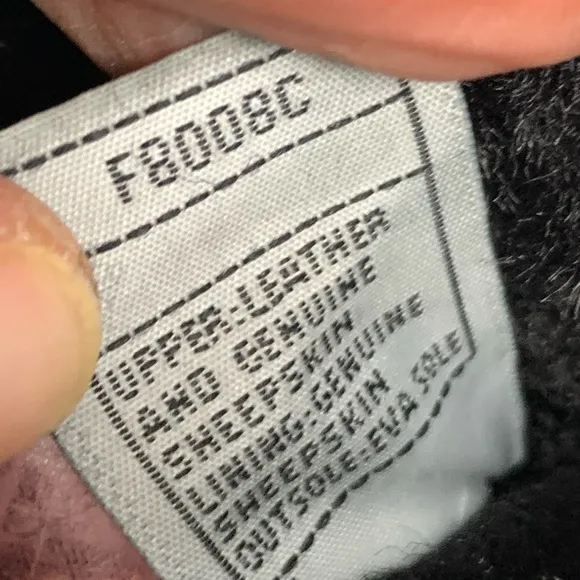 F8008C
UPPER:LEATHER
AND GENUINE
SHEEPSKIN
LINING:GENUINE
SHEEPSKIN
OUTSOLE:EVA SOLE